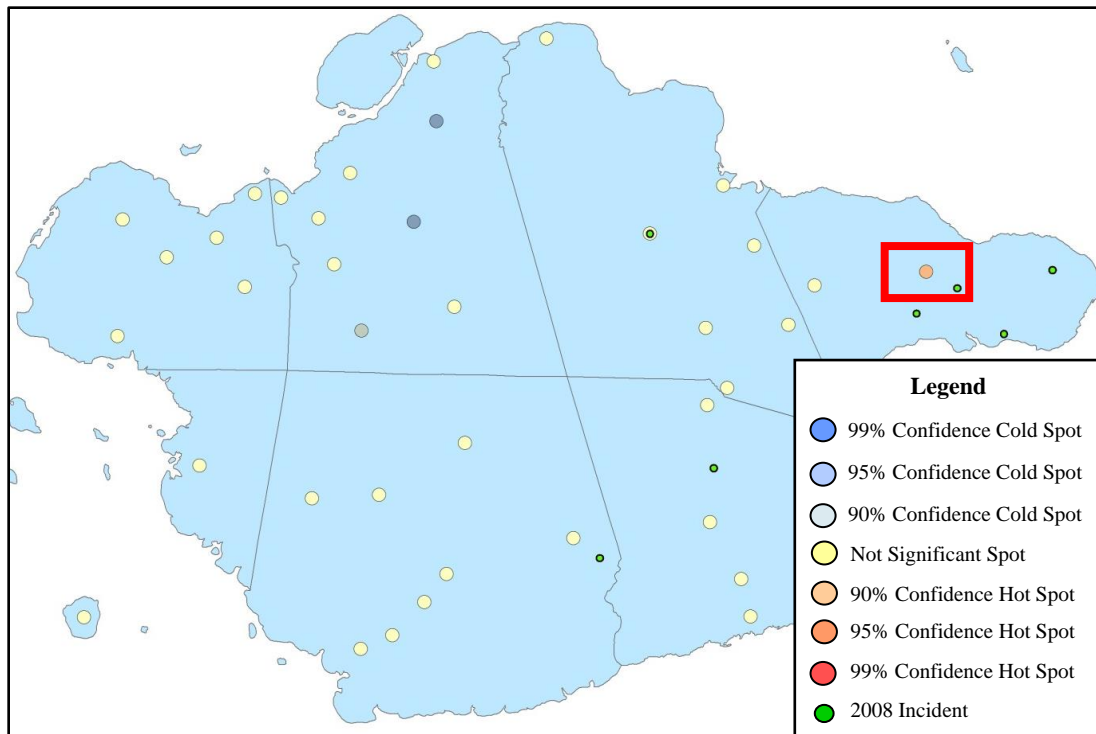 Legend
99% Confidence Cold Spot
95% Confidence Cold Spot
90% Confidence Cold Spot
Not Significant Spot
90% Confidence Hot Spot
95% Confidence Hot Spot
99% Confidence Hot Spot
2008 Incident